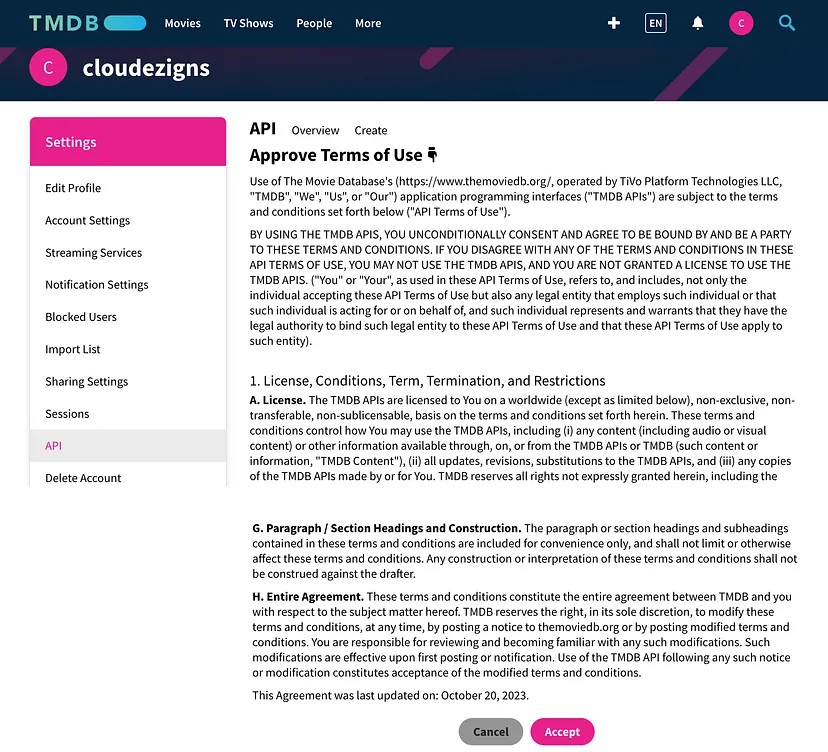 TMDB Movies TV Shows People More EN C
C cloudezigns
Settings
Edit Profile
Account Settings
Streaming Services
Notification Settings
Blocked Users
Import List
Sharing Settings
Sessions
API
Delete Account
API Overview Create
Approve Terms of Use
Use of The Movie Database's (https://www.themoviedb.org/, operated by TiVo Platform Technologies LLC,
"TMDB", "We", "Us", or "Our") application programming interfaces ("TMDB APIs") are subject to the terms
and conditions set forth below ("API Terms of Use").
BY USING THE TMDB APIS, YOU UNCONDITIONALLY CONSENT AND AGREE TO BE BOUND BY AND BE A PARTY
TO THESE TERMS AND CONDITIONS. IF YOU DISAGREE WITH ANY OF THE TERMS AND CONDITIONS IN THESE
API TERMS OF USE, YOU MAY NOT USE THE TMDB APIS, AND YOU ARE NOT GRANTED A LICENSE TO USE THE
TMDB APIS. ("You" or "Your", as used in these API Terms of Use, refers to, and includes, not only the
individual accepting these API Terms of Use but also any legal entity that employs such individual or that
such individual is acting for or on behalf of, and such individual represents and warrants that they have the
legal authority to bind such legal entity to these API Terms of Use and that these API Terms of Use apply to
such entity).
1. License, Conditions, Term, Termination, and Restrictions
A. License. The TMDB APIs are licensed to You on a worldwide (except as limited below), non-exclusive, non-
transferable, non-sublicensable, basis on the terms and conditions set forth herein. These terms and
conditions control how You may use the TMDB APIs, including (i) any content (including audio or visual
content) or other information available through, on, or from the TMDB APIs or TMDB (such content or
information, "TMDB Content"), (ii) all updates, revisions, substitutions to the TMDB APIs, and (iii) any copies
of the TMDB APIs made by or for You. TMDB reserves all rights not expressly granted herein, including the
G. Paragraph / Section Headings and Construction. The paragraph or section headings and subheadings
contained in these terms and conditions are included for convenience only, and shall not limit or otherwise
affect these terms and conditions. Any construction or interpretation of these terms and conditions shall not
be construed against the drafter.
H. Entire Agreement. These terms and conditions constitute the entire agreement between TMDB and you
with respect to the subject matter hereof. TMDB reserves the right, in its sole discretion, to modify these
terms and conditions, at any time, by posting a notice to themoviedb.org or by posting modified terms and
conditions. You are responsible for reviewing and becoming familiar with any such modifications. Such
modifications are effective upon first posting or notification. Use of the TMDB API following any such notice
or modification constitutes acceptance of the modified terms and conditions.
This Agreement was last updated on: October 20, 2023.
Cancel Accept